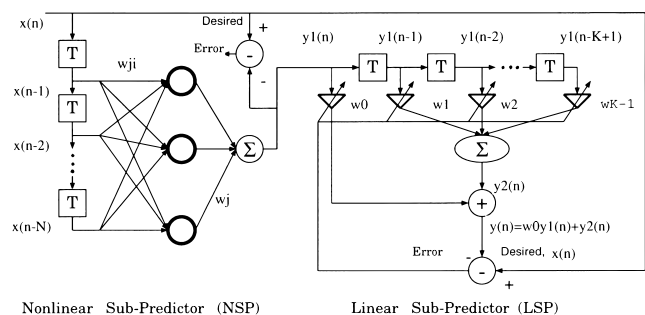 x(n)
Desired
+
T
wji
Error
-
y1(n)
y1(n-1)
y1(n-2)
y1(n-K+1)
x(n-1)
-
T
T
...
T
T
w0
w1
w2
wK-1
x(n-2)
Σ
Σ
wj
y2(n)
T
+
x(n-N)
y(n)=w0y1(n)+y2(n)
Error
-
Desired, x(n)
-
+
Nonlinear Sub-Predictor (NSP)
Linear Sub-Predictor (LSP)